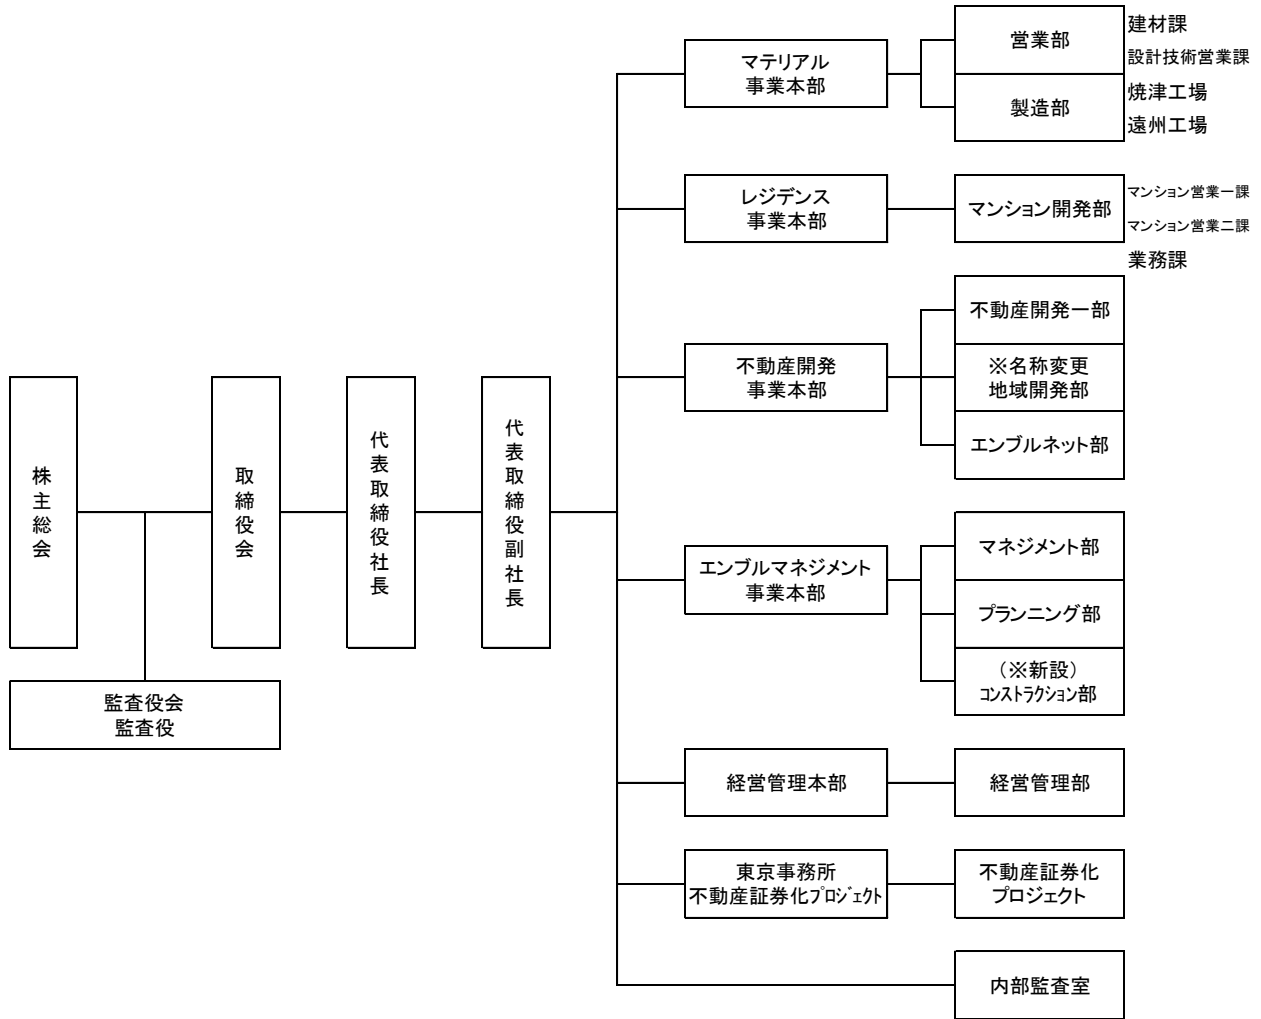 株主総会
監査役会
監査役
取締役会
代表取締役社長
代表取締役副社長
マテリアル
事業本部
営業部
建材課
設計技術営業課
製造部
焼津工場
遠州工場
レジデンス
事業本部
マンション開発部
マンション営業一課
マンション営業二課
業務課
不動産開発
事業本部
不動産開発一部
※名称変更
地域開発部
エンブルネット部
エンブルマネジメント
事業本部
マネジメント部
プランニング部
（※新設）
ｺﾝｽﾄﾗｸｼｮﾝ部
経営管理本部
経営管理部
東京事務所
不動産証券化ﾌﾟﾛｼﾞｪｸﾄ
不動産証券化
プロジェクト
内部監査室